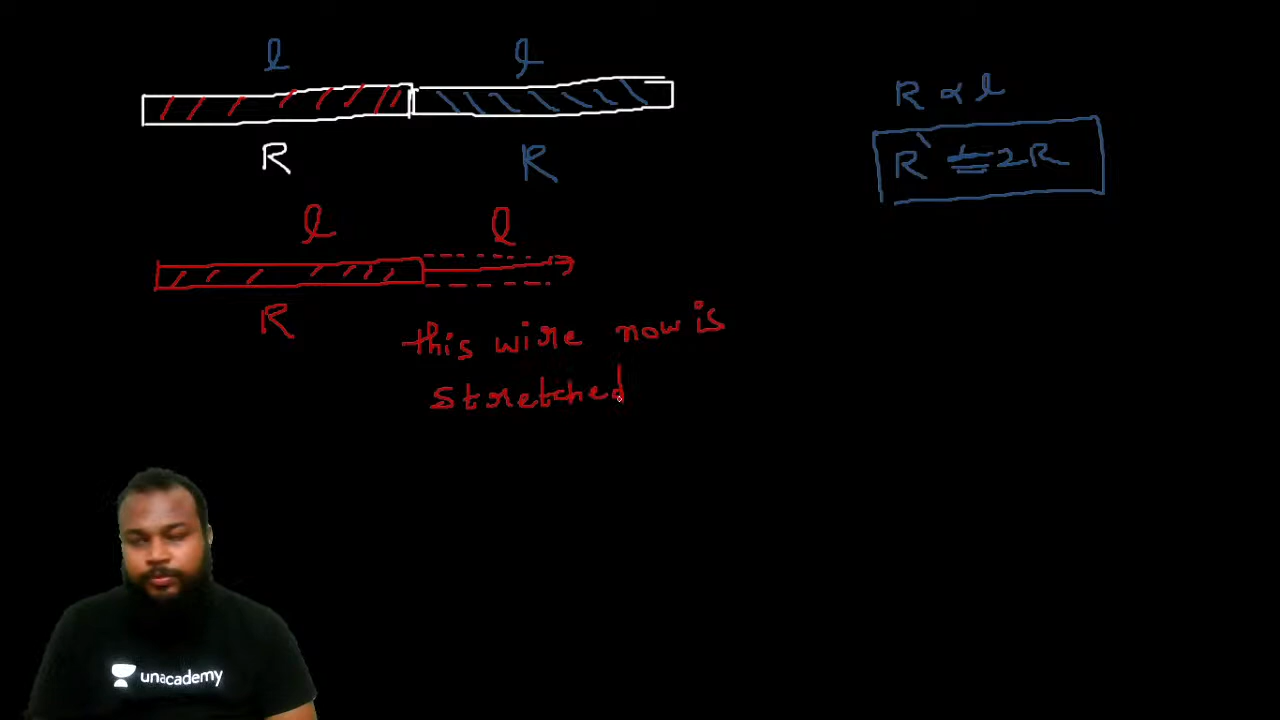 l l
R R
R ∝ l
R` = 2R
l l
R
this wire now is
stretched
unacademy